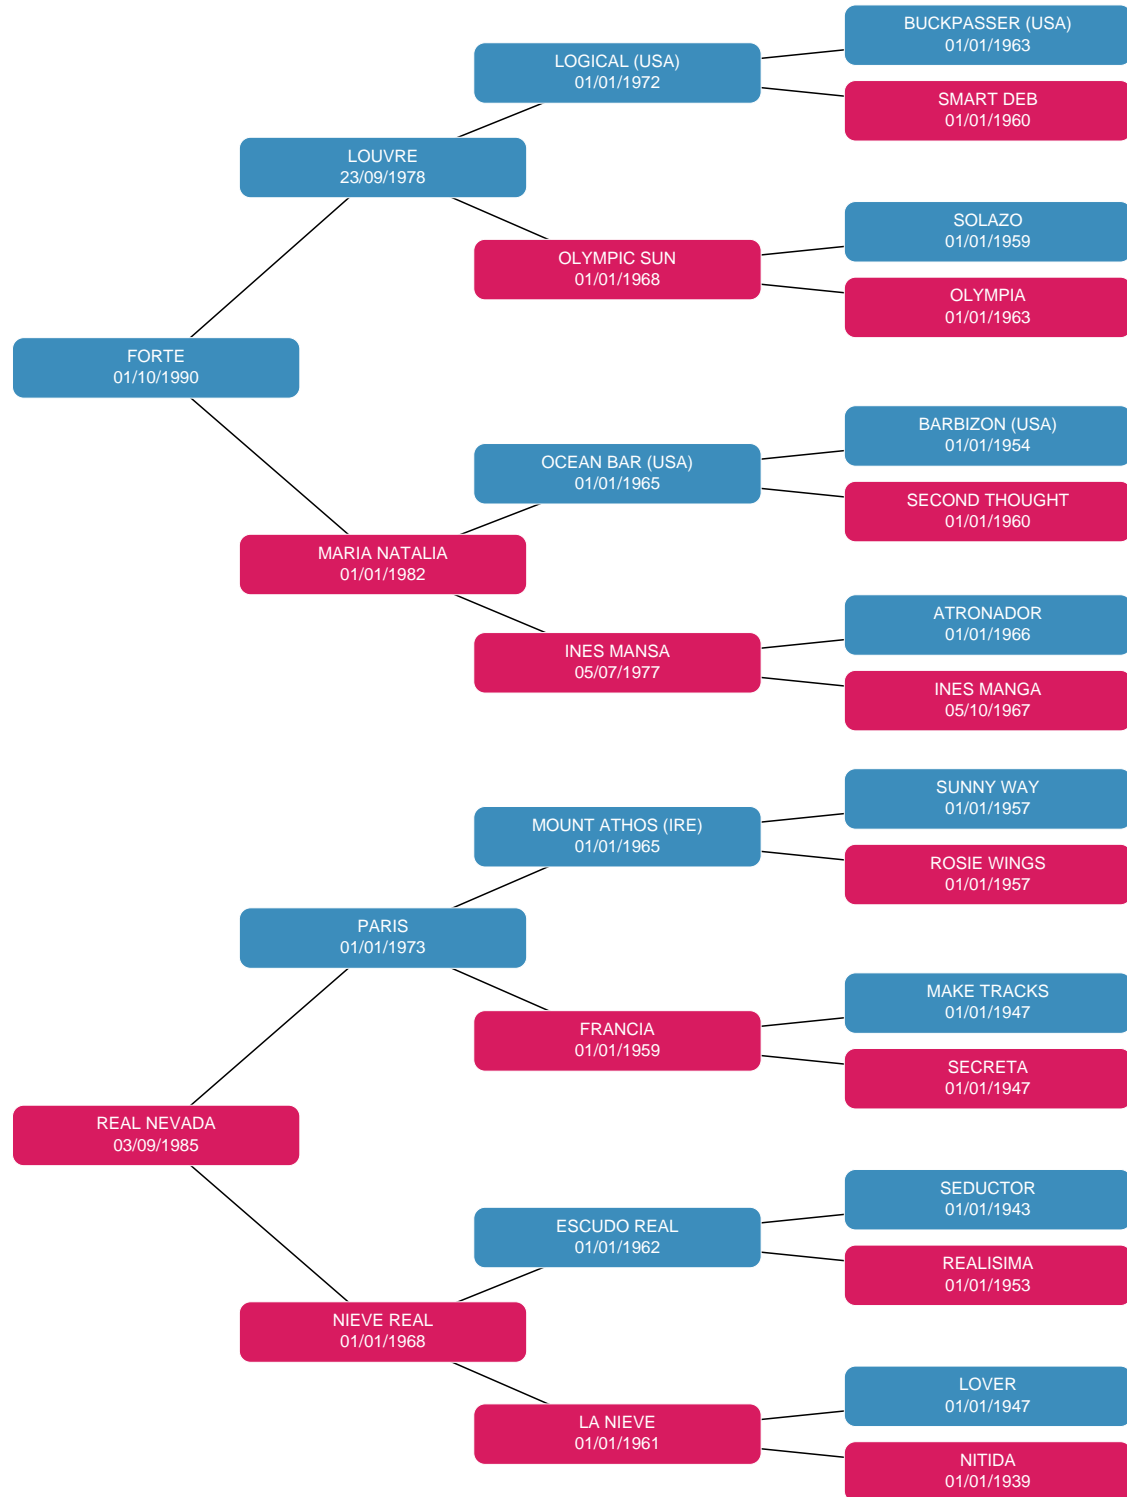 BUCKPASSER (USA)
01/01/1963
LOGICAL (USA)
01/01/1972
SMART DEB
01/01/1960
LOUVRE
23/09/1978
SOLAZO
01/01/1959
OLYMPIC SUN
01/01/1968
OLYMPIA
01/01/1963
FORTE
01/10/1990
BARBIZON (USA)
01/01/1954
OCEAN BAR (USA)
01/01/1965
SECOND THOUGHT
01/01/1960
MARIA NATALIA
01/01/1982
ATRONADOR
01/01/1966
INES MANSA
05/07/1977
INES MANGA
05/10/1967
SUNNY WAY
01/01/1957
MOUNT ATHOS (IRE)
01/01/1965
ROSIE WINGS
01/01/1957
PARIS
01/01/1973
MAKE TRACKS
01/01/1947
FRANCIA
01/01/1959
SECRETA
01/01/1947
REAL NEVADA
03/09/1985
SEDUCTOR
01/01/1943
ESCUDO REAL
01/01/1962
REALISIMA
01/01/1953
NIEVE REAL
01/01/1968
LOVER
01/01/1947
LA NIEVE
01/01/1961
NITIDA
01/01/1939